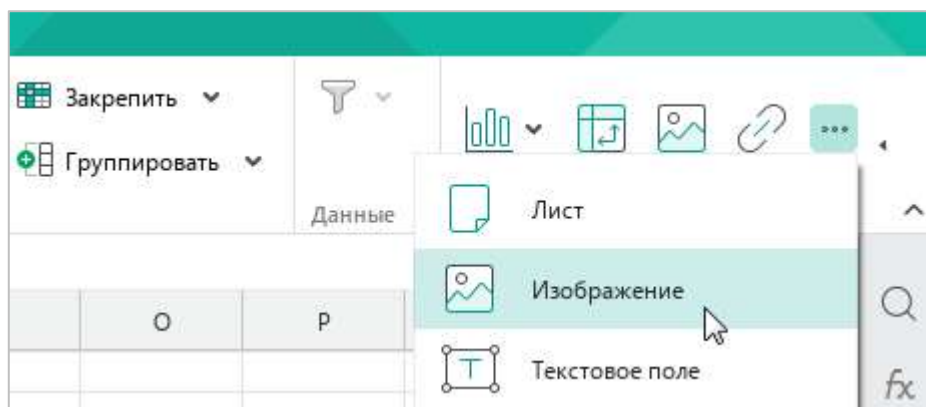 Закрепить
Группировать
Данные
Лист
Изображение
Текстовое поле
O
P
fx